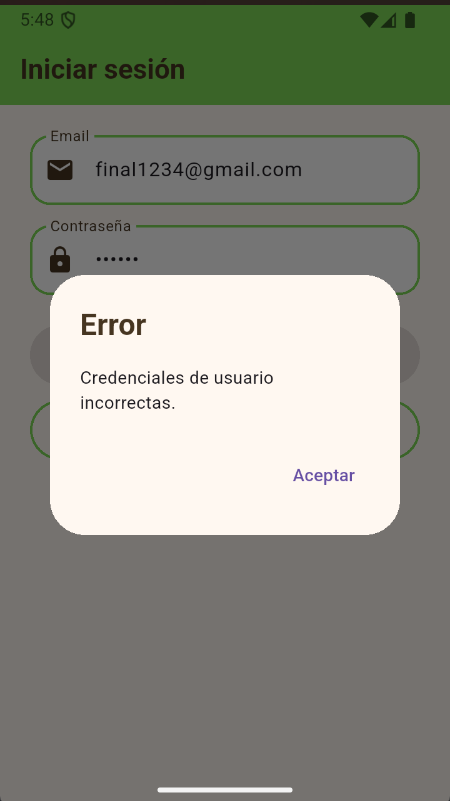 5:48
Iniciar sesión
Email
final1234@gmail.com
Contraseña
••••••
Error
Credenciales de usuario
incorrectas.
Aceptar